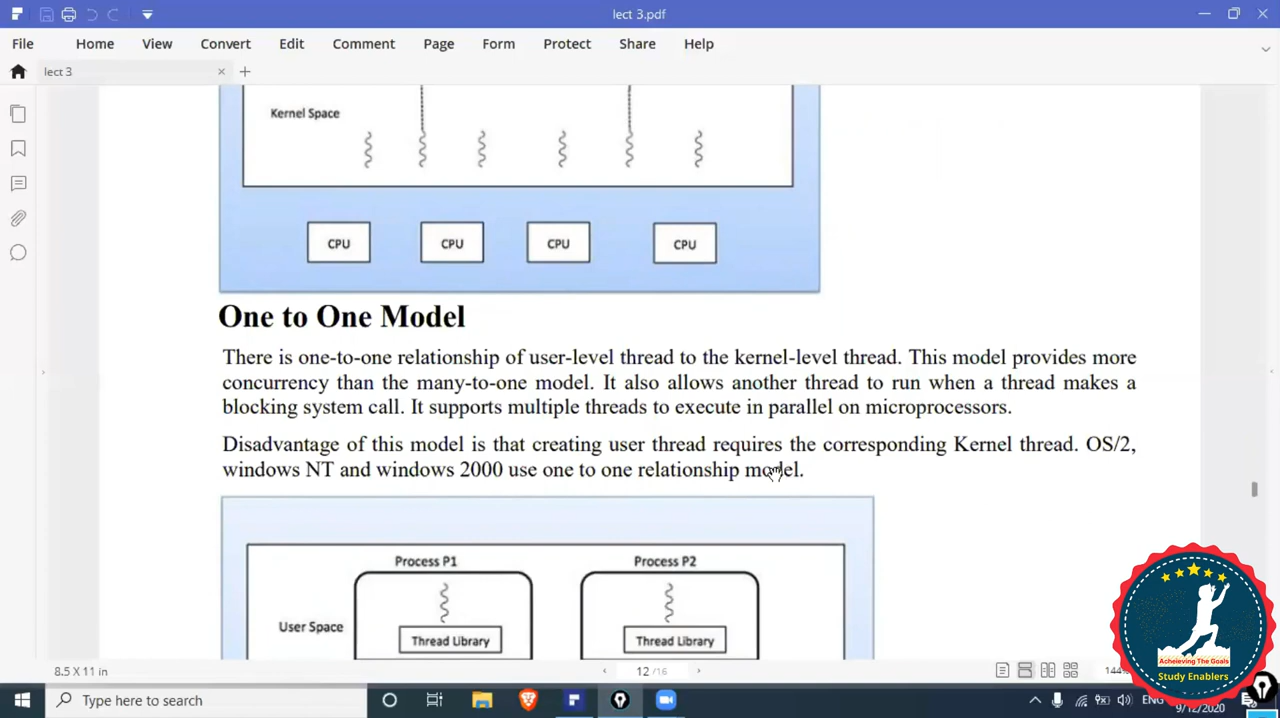 lect 3.pdf
File Home View Convert Edit Comment Page Form Protect Share Help
lect 3
Kernel Space
CPU CPU CPU CPU
One to One Model
There is one-to-one relationship of user-level thread to the kernel-level thread. This model provides more
concurrency than the many-to-one model. It also allows another thread to run when a thread makes a
blocking system call. It supports multiple threads to execute in parallel on microprocessors.
Disadvantage of this model is that creating user thread requires the corresponding Kernel thread. OS/2,
windows NT and windows 2000 use one to one relationship model.
Process P1 Process P2
User Space
Thread Library Thread Library
Acheieving The Goals
Study Enablers
8.5 X 11 in
12 /16
144
Type here to search
ENG
9/12/2020